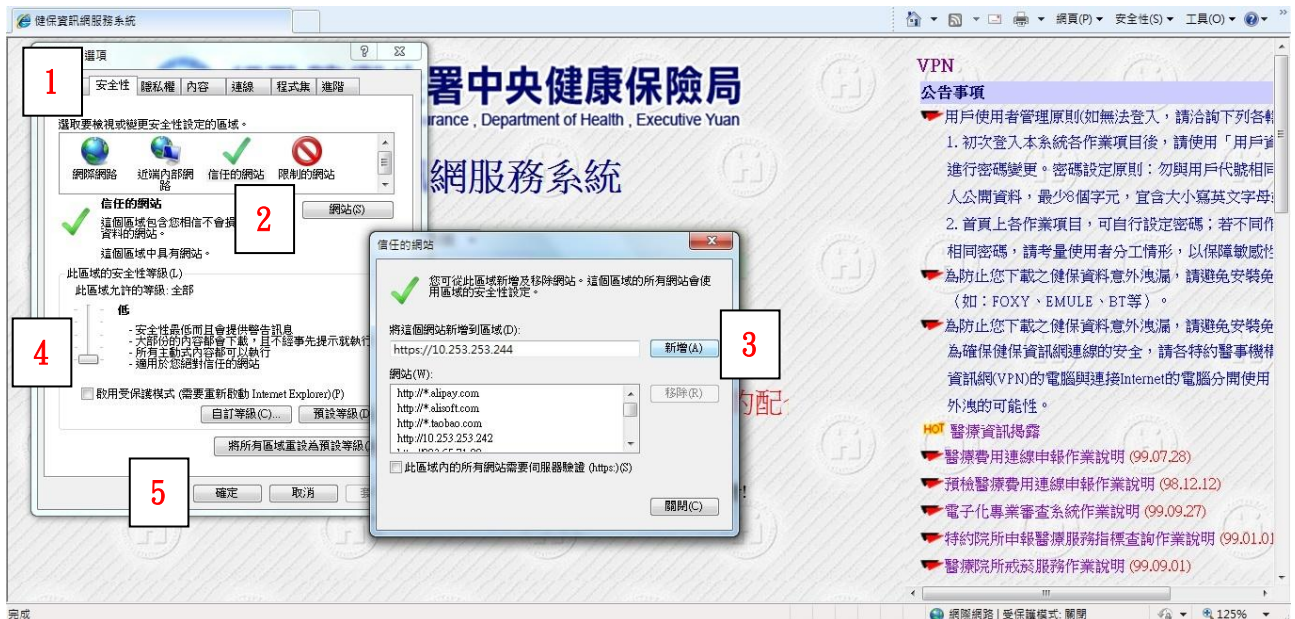 健保資訊網服務系統
網頁(P) 安全性(S) 工具(O)
選項
1
安全性 隱私權 內容 連線 程式集 進階
選取要檢視或變更安全性設定的區域。
網際網路 近端內部網路 信任的網站 限制的網站
信任的網站
2
網站(S)
這個區域包含您相信不會損
資料的網站。
這個區域中具有網站。
此區域的安全性等級(L)
此區域允許的等級: 全部
低
4
- 安全性最低而且會提供警告訊息
- 大部份的內容都會下載，且不經事先提示就執行
- 所有主動式內容都可以執行
- 適用於您絕對信任的網站
啟用受保護模式 (需要重新啟動 Internet Explorer)(P)
自訂等級(C)... 預設等級(D
將所有區域重設為預設等級(
5
確定 取消
署中央健康保險局
rance , Department of Health , Executive Yuan
網服務系統
信任的網站
您可從此區域新增及移除網站。這個區域的所有網站會使
用區域的安全性設定。
將這個網站新增到區域(D):
https://10.253.253.244
新增(A)
3
網站(W):
http://*.alipay.com
http://*.alisoft.com
http://*.taobao.com
http://10.253.253.242
移除(R)
此區域內的所有網站需要伺服器驗證 (https:)(S)
關閉(C)
的配
VPN
公告事項
用戶使用者管理原則(如無法登入，請洽詢下列各
1. 初次登入本系統各作業項目後，請使用「用戶
進行密碼變更。密碼設定原則：勿與用戶代號相同
人公開資料，最少8個字元，宜含大小寫英文字母
2. 首頁上各作業項目，可自行設定密碼；若不同作
相同密碼，請考量使用者分工情形，以保障敏感性
為防止您下載之健保資料意外洩漏，請避免安裝免
（如：FOXY、EMULE、BT等）。
為防止您下載之健保資料意外洩漏，請避免安裝免
為確保健保資訊網連線的安全，請各特約醫事機構
資訊網(VPN)的電腦與連接Internet的電腦分開使用
外洩的可能性。
HOT 醫療資訊揭露
醫療費用連線申報作業說明 (99.07.28)
預檢醫療費用連線申報作業說明 (98.12.12)
電子化專業審查系統作業說明 (99.09.27)
特約院所申報醫療服務指標查詢作業說明 (99.01.01
醫療院所戒菸服務作業說明 (99.09.01)
完成
網際網路 | 受保護模式: 關閉
125%